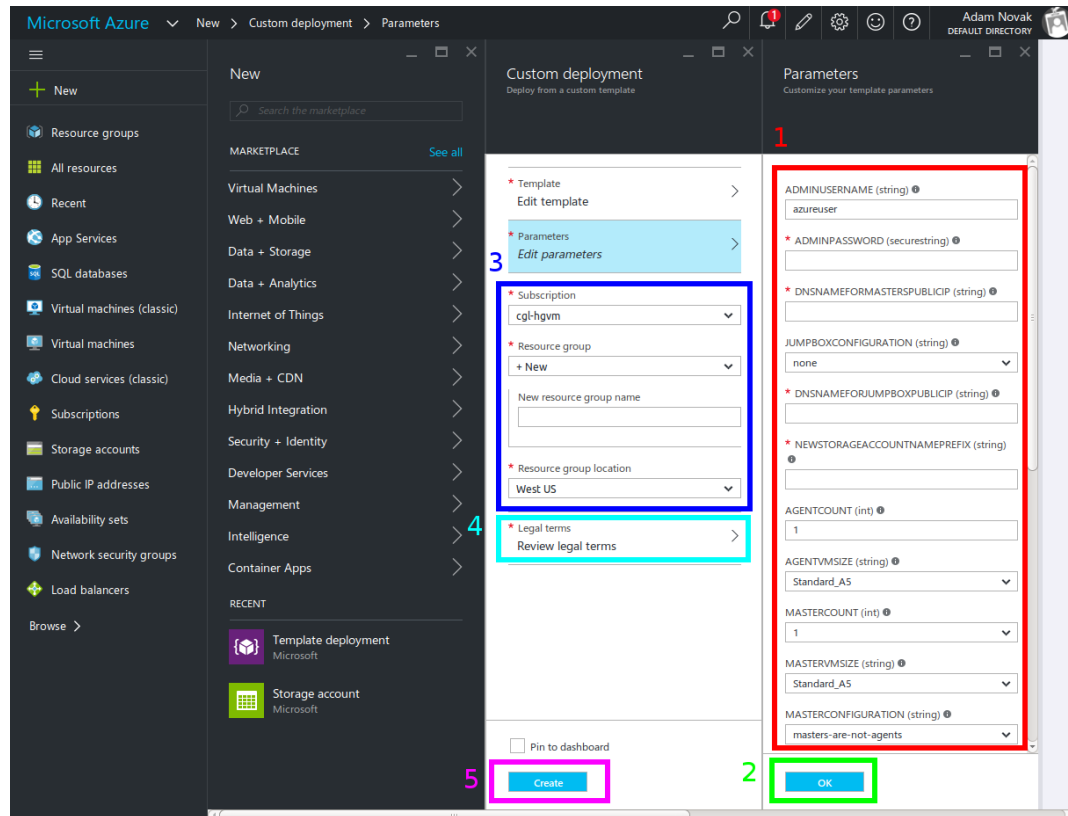 Microsoft Azure
New > Custom deployment > Parameters
1
Adam Novak
DEFAULT DIRECTORY
New
Resource groups
All resources
Recent
App Services
SQL databases
Virtual machines (classic)
Virtual machines
Cloud services (classic)
Subscriptions
Storage accounts
Public IP addresses
Availability sets
Network security groups
Load balancers
Browse >
New
Search the marketplace
MARKETPLACE
See all
Virtual Machines
Web + Mobile
Data + Storage
Data + Analytics
Internet of Things
Networking
Media + CDN
Hybrid Integration
Security + Identity
Developer Services
Management
Intelligence
Container Apps
RECENT
Template deployment
Microsoft
Storage account
Microsoft
Custom deployment
Deploy from a custom template
* Template
Edit template
* Parameters
Edit parameters
3
* Subscription
cgl-hgvm
* Resource group
+ New
New resource group name
* Resource group location
West US
4
* Legal terms
Review legal terms
Pin to dashboard
5
Create
Parameters
Customize your template parameters
1
ADMINUSERNAME (string)
azureuser
* ADMINPASSWORD (securestring)
* DNSNAMEFORMASTERSPUBLICIP (string)
JUMPBOXCONFIGURATION (string)
none
* DNSNAMEFORJUMPBOXPUBLICIP (string)
* NEWSTORAGEACCOUNTNAMEPREFIX (string)
AGENTCOUNT (int)
1
AGENTVMSIZE (string)
Standard_A5
MASTERCOUNT (int)
1
MASTERVMSIZE (string)
Standard_A5
MASTERCONFIGURATION (string)
masters-are-not-agents
2
OK